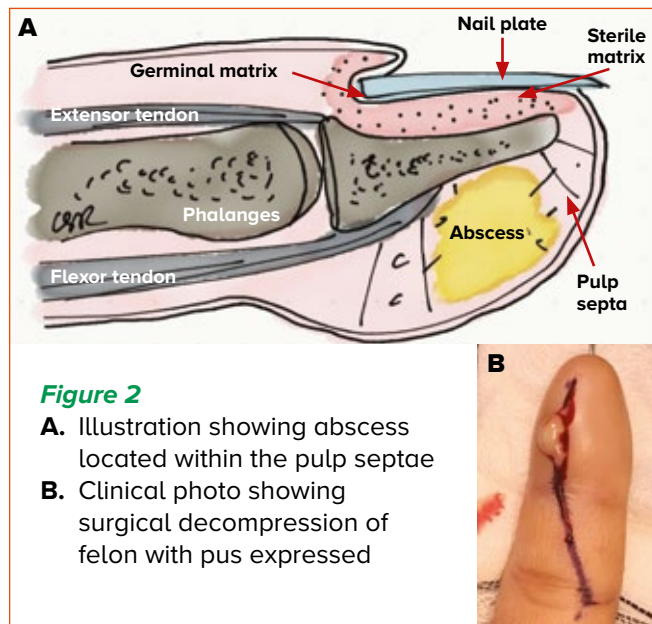 A
Nail plate
Sterile
matrix
Germinal matrix
Extensor tendon
Phalanges
Abscess
Flexor tendon
Pulp
septa
B
Figure 2
A. Illustration showing abscess
located within the pulp septae
B. Clinical photo showing
surgical decompression of
felon with pus expressed